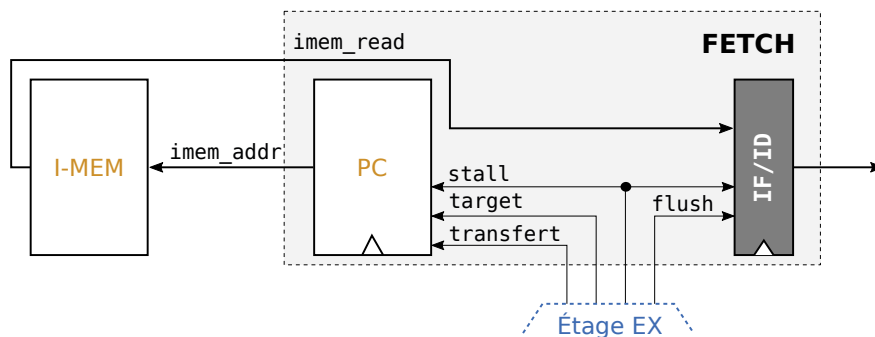 imem_read
FETCH
I-MEM
imem_addr
PC
stall
target
transfert
flush
IF/ID
Étage EX